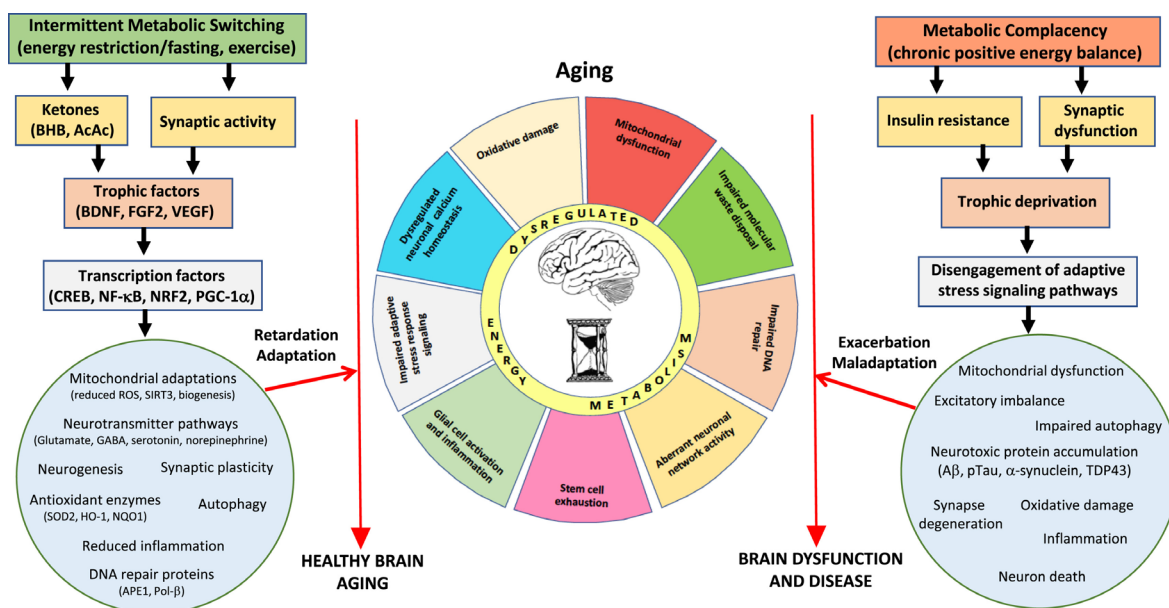 Intermittent Metabolic Switching
(energy restriction/fasting, exercise)
Ketones
(BHB, AcAc)
Synaptic activity
Trophic factors
(BDNF, FGF2, VEGF)
Transcription factors
(CREB, NF-κB, NRF2, PGC-1α)
Retardation
Adaptation
Mitochondrial adaptations
(reduced ROS, SIRT3, biogenesis)
Neurotransmitter pathways
(Glutamate, GABA, serotonin, norepinephrine)
Neurogenesis
Synaptic plasticity
Antioxidant enzymes
(SOD2, HO-1, NQO1)
Autophagy
Reduced inflammation
DNA repair proteins
(APE1, Pol-β)
HEALTHY BRAIN
AGING
Aging
Oxidative damage
Mitochondrial
dysfunction
Impaired molecular
waste disposal
Impaired DNA
repair
Aberrant neuronal
network activity
Stem cell
exhaustion
Glial cell activation
and inflammation
Impaired adaptive
stress response
signaling
Dysregulated
neuronal calcium
homeostasis
DYSREGULATED
ENERGY
METABOLISM
Metabolic Complacency
(chronic positive energy balance)
Insulin resistance
Synaptic
dysfunction
Trophic deprivation
Disengagement of adaptive
stress signaling pathways
Exacerbation
Maladaptation
Mitochondrial dysfunction
Excitatory imbalance
Impaired autophagy
Neurotoxic protein accumulation
(Aβ, pTau, α-synuclein, TDP43)
Synapse
degeneration
Oxidative damage
Inflammation
Neuron death
BRAIN DYSFUNCTION
AND DISEASE